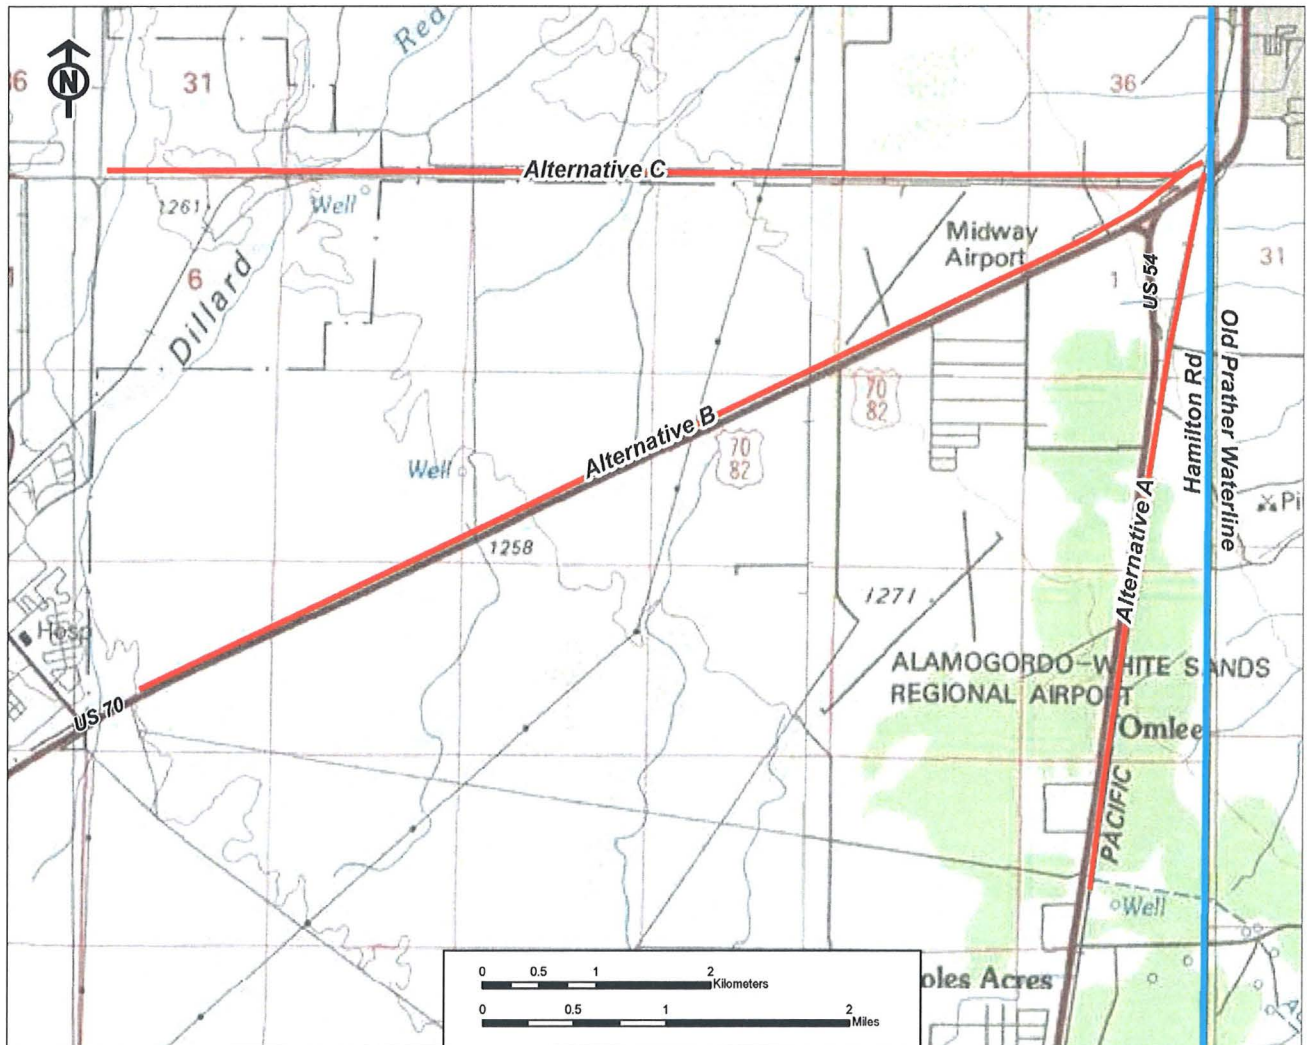 N
36
31
Red
36
Alternative C
1261
Well
Midway
Airport
31
6
Dillard
1
US 54
Old Prather Waterline
Hamilton Rd
70
82
Alternative B
70
82
Well
1258
Alternative A
1271
Hosp
ALAMOGORDO-WHITE SANDS
REGIONAL AIRPORT
US 70
Omlee
PACIFIC
Well
oles Acres
0 0.5 1 2
Kilometers
0 0.5 1 2
Miles